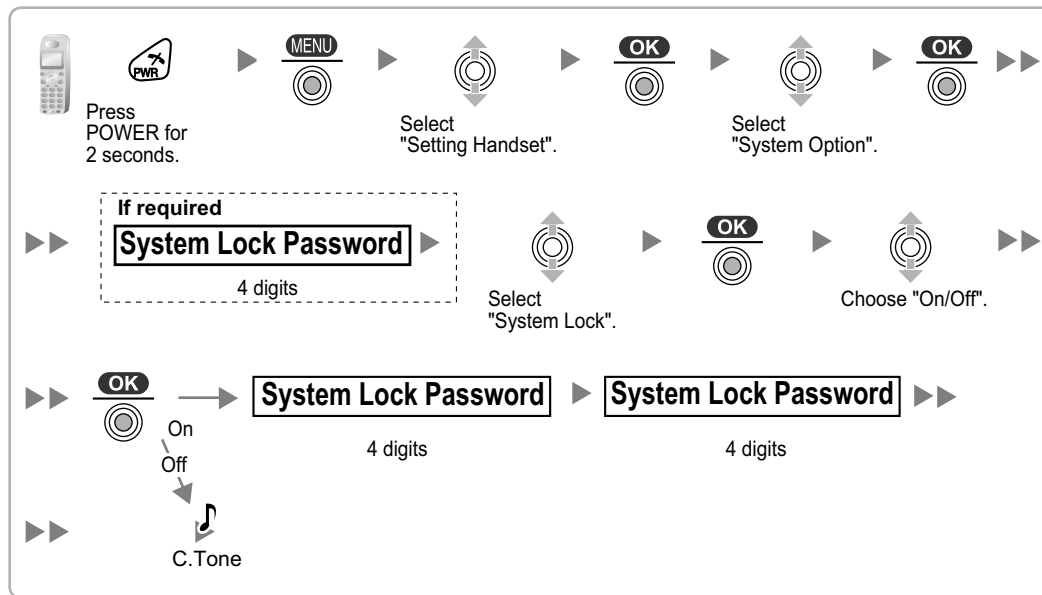 MENU
OK
OK
PWR
Press
POWER for
2 seconds.
Select
"Setting Handset".
Select
"System Option".
If required
System Lock Password
4 digits
OK
Select
"System Lock".
Choose "On/Off".
OK
System Lock Password
System Lock Password
On
Off
4 digits
4 digits
C.Tone